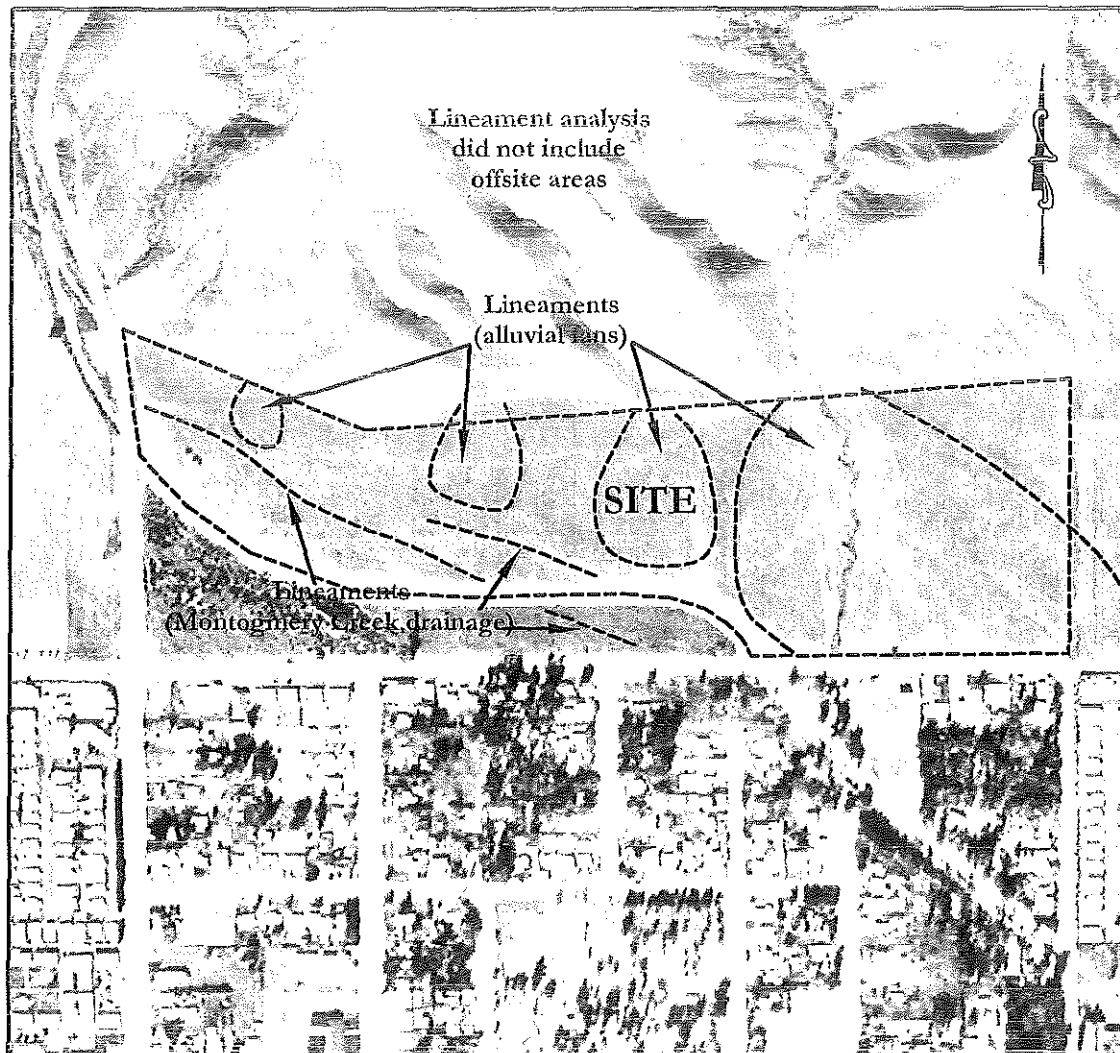 Lineament analysis
did not include
offsite areas
Lineaments
(alluvial fans)
SITE
Lineaments
(Montogmery Creek drainage)